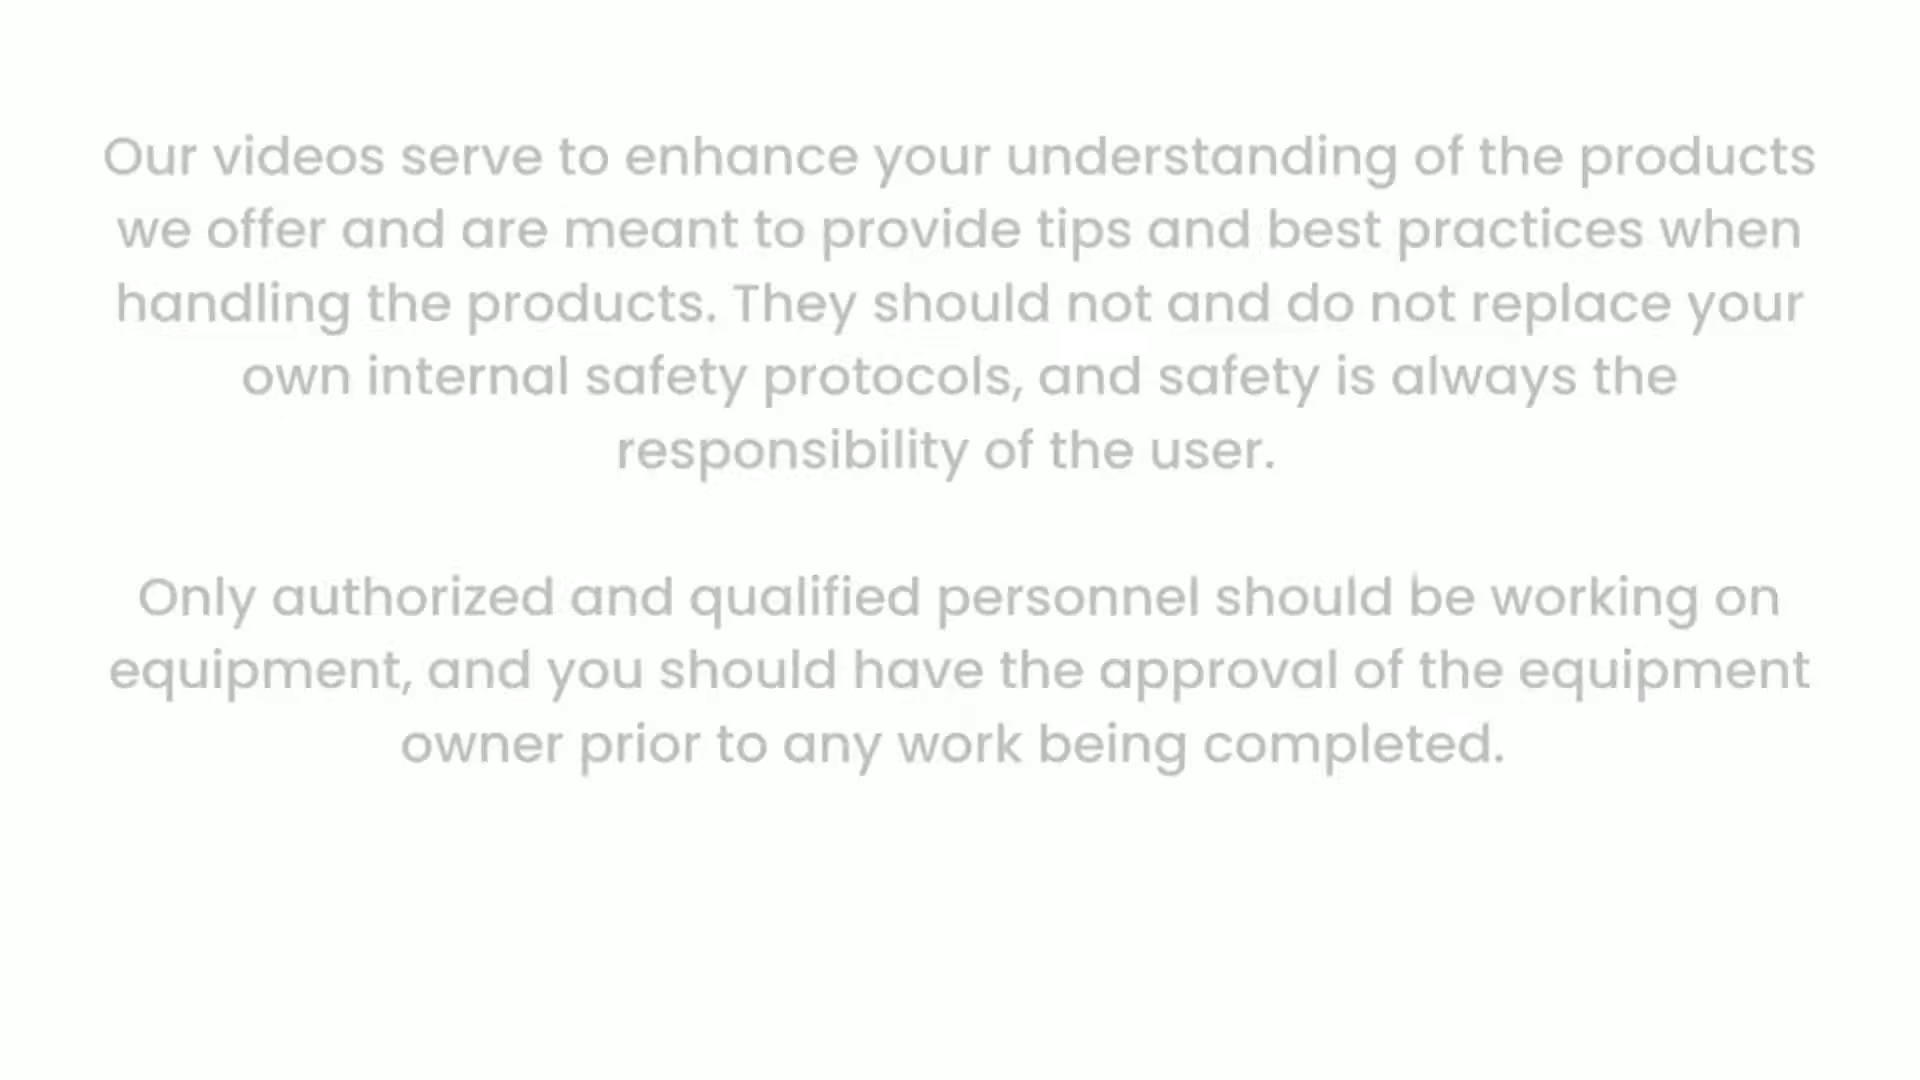 Our videos serve to enhance your understanding of the products
we offer and are meant to provide tips and best practices when
handling the products. They should not and do not replace your
own internal safety protocols, and safety is always the
responsibility of the user.
Only authorized and qualified personnel should be working on
equipment, and you should have the approval of the equipment
owner prior to any work being completed.